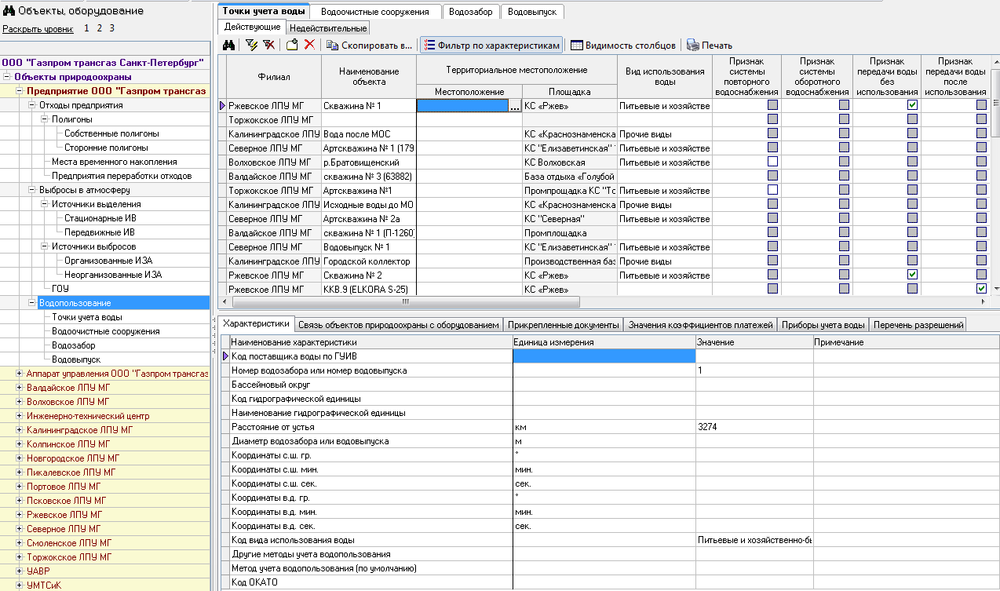 Объекты, оборудование
Раскрыть уровни: 1 2 3
ООО "Газпром трансгаз Санкт-Петербург"
Объекты природоохраны
Предприятие ООО "Газпром трансгаз
Отходы предприятия
Полигоны
Собственные полигоны
Сторонние полигоны
Места временного накопления
Предприятия переработки отходов
Выбросы в атмосферу
Источники выделения
Стационарные ИВ
Передвижные ИВ
Источники выбросов
Организованные ИЗА
Неорганизованные ИЗА
ГОУ
Водопользование
Точки учета воды
Водоочистные сооружения
Водозабор
Водовыпуск
Аппарат управления ООО "Газпром трансгаз
Валдайское ЛПУ МГ
Волховское ЛПУ МГ
Инженерно-технический центр
Калининградское ЛПУ МГ
Колпинское ЛПУ МГ
Новгородское ЛПУ МГ
Пикалевское ЛПУ МГ
Портовое ЛПУ МГ
Псковское ЛПУ МГ
Ржевское ЛПУ МГ
Северное ЛПУ МГ
Смоленское ЛПУ МГ
Торжокское ЛПУ МГ
УАВР
УМТСиК
Точки учета воды Водоочистные сооружения Водозабор Водовыпуск
Действующие Недействительные
Скопировать в... Фильтр по характеристикам Видимость столбцов Печать
Филиал
Наименование объекта
Территориальное местоположение
Местоположение Площадка
Вид использования воды
Признак системы повторного водоснабжения
Признак системы оборотного водоснабжения
Признак передачи воды без использования
Признак передачи воды после использования
Ржевское ЛПУ МГ Скважина № 1 ... КС «Ржев» Питьевые и хозяйстве
Торжокское ЛПУ МГ
Калининградское ЛПУ Вода после МОС КС «Краснознаменска Прочие виды
Северное ЛПУ МГ Артскважина № 1 (179 КС "Елизаветинская" Питьевые и хозяйстве
Волховское ЛПУ МГ р.Братовищенский КС Волховская Питьевые и хозяйстве
Валдайское ЛПУ МГ скважина № 3 (63882) База отдыха «Голубой
Торжокское ЛПУ МГ Артскважина №1 Промпрощадка КС "То Питьевые и хозяйстве
Калининградское ЛПУ Исходные воды до МО КС «Краснознаменска Прочие виды
Северное ЛПУ МГ Артскважина № 2а КС "Северная" Питьевые и хозяйстве
Валдайское ЛПУ МГ скважина № 1 (П-1260) Промплощадка
Северное ЛПУ МГ Водовыпуск № 1 КС "Елизаветинская" Питьевые и хозяйстве
Калининградское ЛПУ Городской коллектор Производственная баз Прочие виды
Ржевское ЛПУ МГ Скважина № 2 КС «Ржев» Питьевые и хозяйстве
Ржевское ЛПУ МГ ККВ.9 (ELKORA S-25) КС «Ржев»
Характеристики Связь объектов природоохраны с оборудованием Прикрепленные документы Значения коэффициентов платежей Приборы учета воды Перечень разрешений
Наименование характеристики Единица измерения Значение Примечание
Код поставщика воды по ГУИВ
Номер водозабора или номер водовыпуска 1
Бассейновый округ
Код гидрографической единицы
Наименование гидрографической единицы
Расстояние от устья км 3274
Диаметр водозабора или водовыпуска м
Координаты с.ш. гр. °
Координаты с.ш. мин. мин.
Координаты с.ш. сек. сек.
Координаты в.д. гр. °
Координаты в.д. мин. мин.
Координаты в.д. сек. сек.
Код вида использования воды Питьевые и хозяйственно-бы
Другие методы учета водопользования
Метод учета водопользования (по умолчанию)
Код ОКАТО